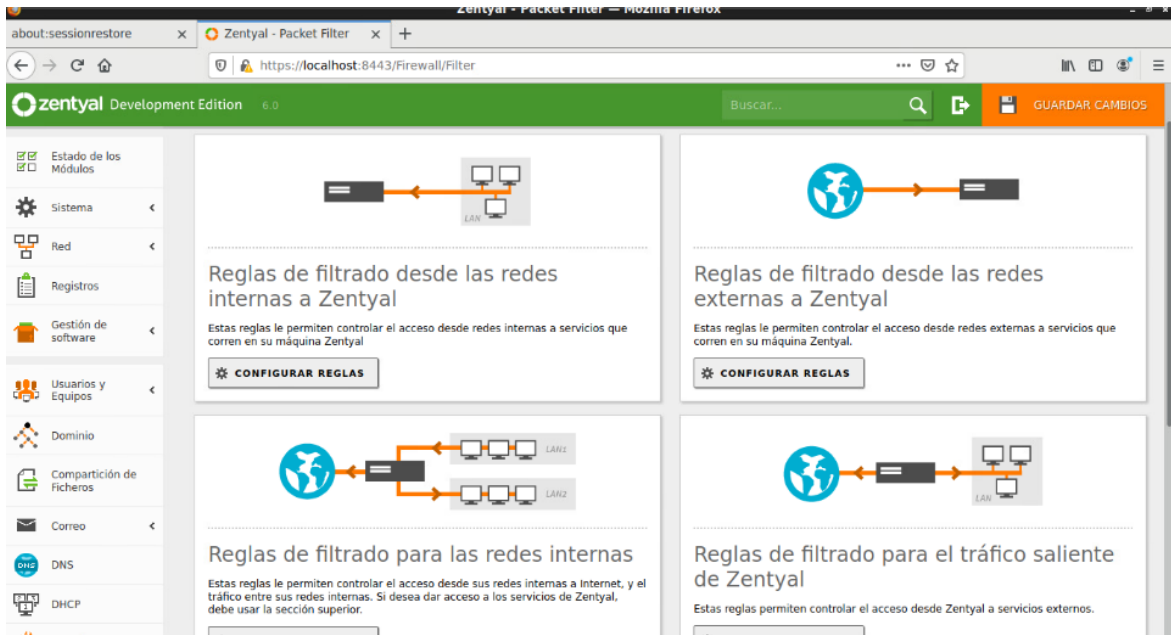 Zentyal - Packet Filter — Mozilla Firefox
about:sessionrestore
Zentyal - Packet Filter
https://localhost:8443/Firewall/Filter
zentyal Development Edition 6.0
Buscar...
GUARDAR CAMBIOS
Estado de los
Módulos
Sistema
Red
Registros
Gestión de
software
Usuarios y
Equipos
Dominio
Compartición de
Ficheros
Correo
DNS
DHCP
LAN
Reglas de filtrado desde las redes
internas a Zentyal
Estas reglas le permiten controlar el acceso desde redes internas a servicios que
corren en su máquina Zentyal
CONFIGURAR REGLAS
Reglas de filtrado desde las redes
externas a Zentyal
Estas reglas le permiten controlar el acceso desde redes externas a servicios que
corren en su máquina Zentyal.
CONFIGURAR REGLAS
LAN1
LAN2
Reglas de filtrado para las redes internas
Estas reglas le permiten controlar el acceso desde sus redes internas a Internet, y el
tráfico entre sus redes internas. Si desea dar acceso a los servicios de Zentyal,
debe usar la sección superior.
LAN
Reglas de filtrado para el tráfico saliente
de Zentyal
Estas reglas permiten controlar el acceso desde Zentyal a servicios externos.